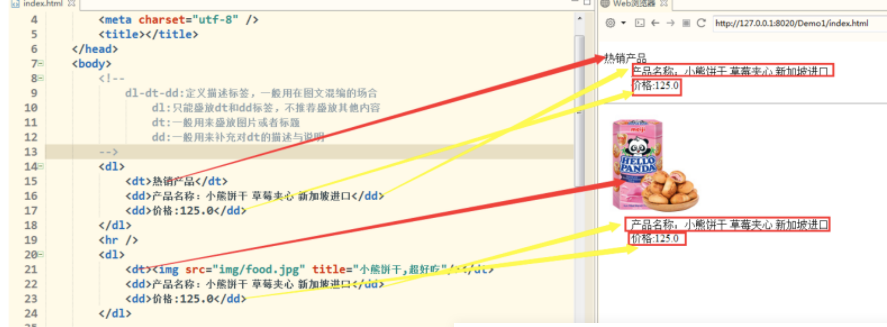 index.html
Web浏览器
http://127.0.0.1:8020/Demo1/index.html
4 <meta charset="utf-8" />
5 <title></title>
6 </head>
7 <body>
8 <!--
9 dl-dt-dd:定义描述标签，一般用在图文混编的场合
10 dl:只能盛放dt和dd标签，不推荐盛放其他内容
11 dt:一般用来盛放图片或者标题
12 dd:一般用来补充对dt的描述与说明
13 -->
14 <dl>
15 <dt>热销产品</dt>
16 <dd>产品名称：小熊饼干 草莓夹心 新加坡进口</dd>
17 <dd>价格:125.0</dd>
18 </dl>
19 <hr />
20 <dl>
21 <dt><img src="img/food.jpg" title="小熊饼干,超好吃"/></dt>
22 <dd>产品名称：小熊饼干 草莓夹心 新加坡进口</dd>
23 <dd>价格:125.0</dd>
24 </dl>
热销产品
产品名称：小熊饼干 草莓夹心 新加坡进口
价格:125.0
meiji
HELLO
PANDA
产品名称：小熊饼干 草莓夹心 新加坡进口
价格:125.0